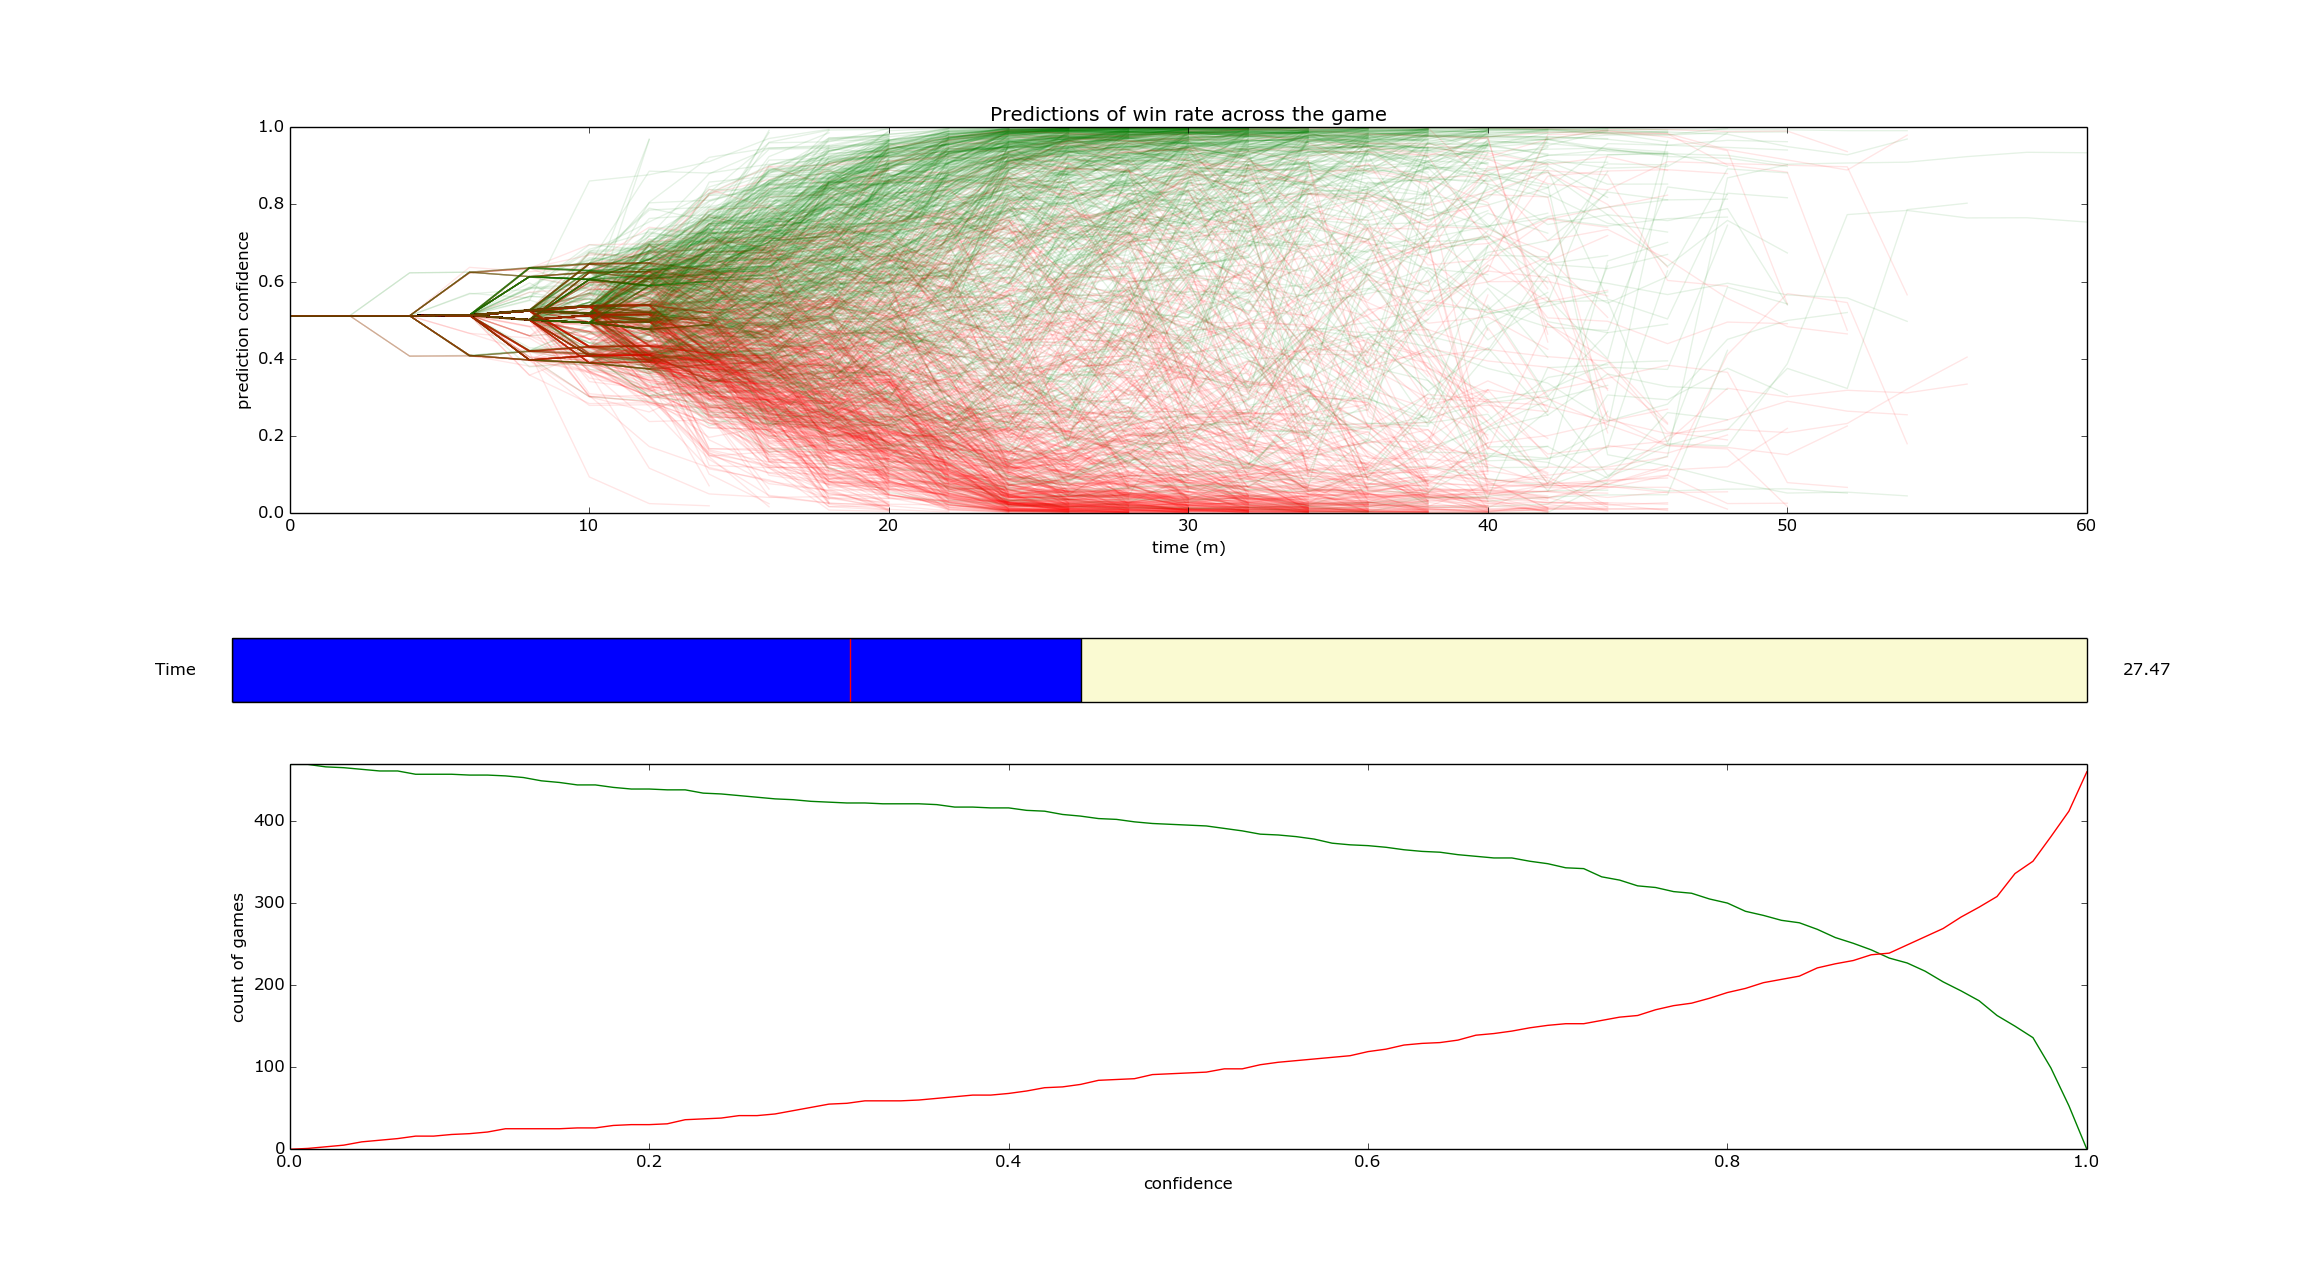 Predictions of win rate across the game
1.0
0.8
0.6
0.4
0.2
0.0
prediction confidence
0 10 20 30 40 50 60
time (m)
Time 27.47
400
300
200
100
0
count of games
0.0 0.2 0.4 0.6 0.8 1.0
confidence